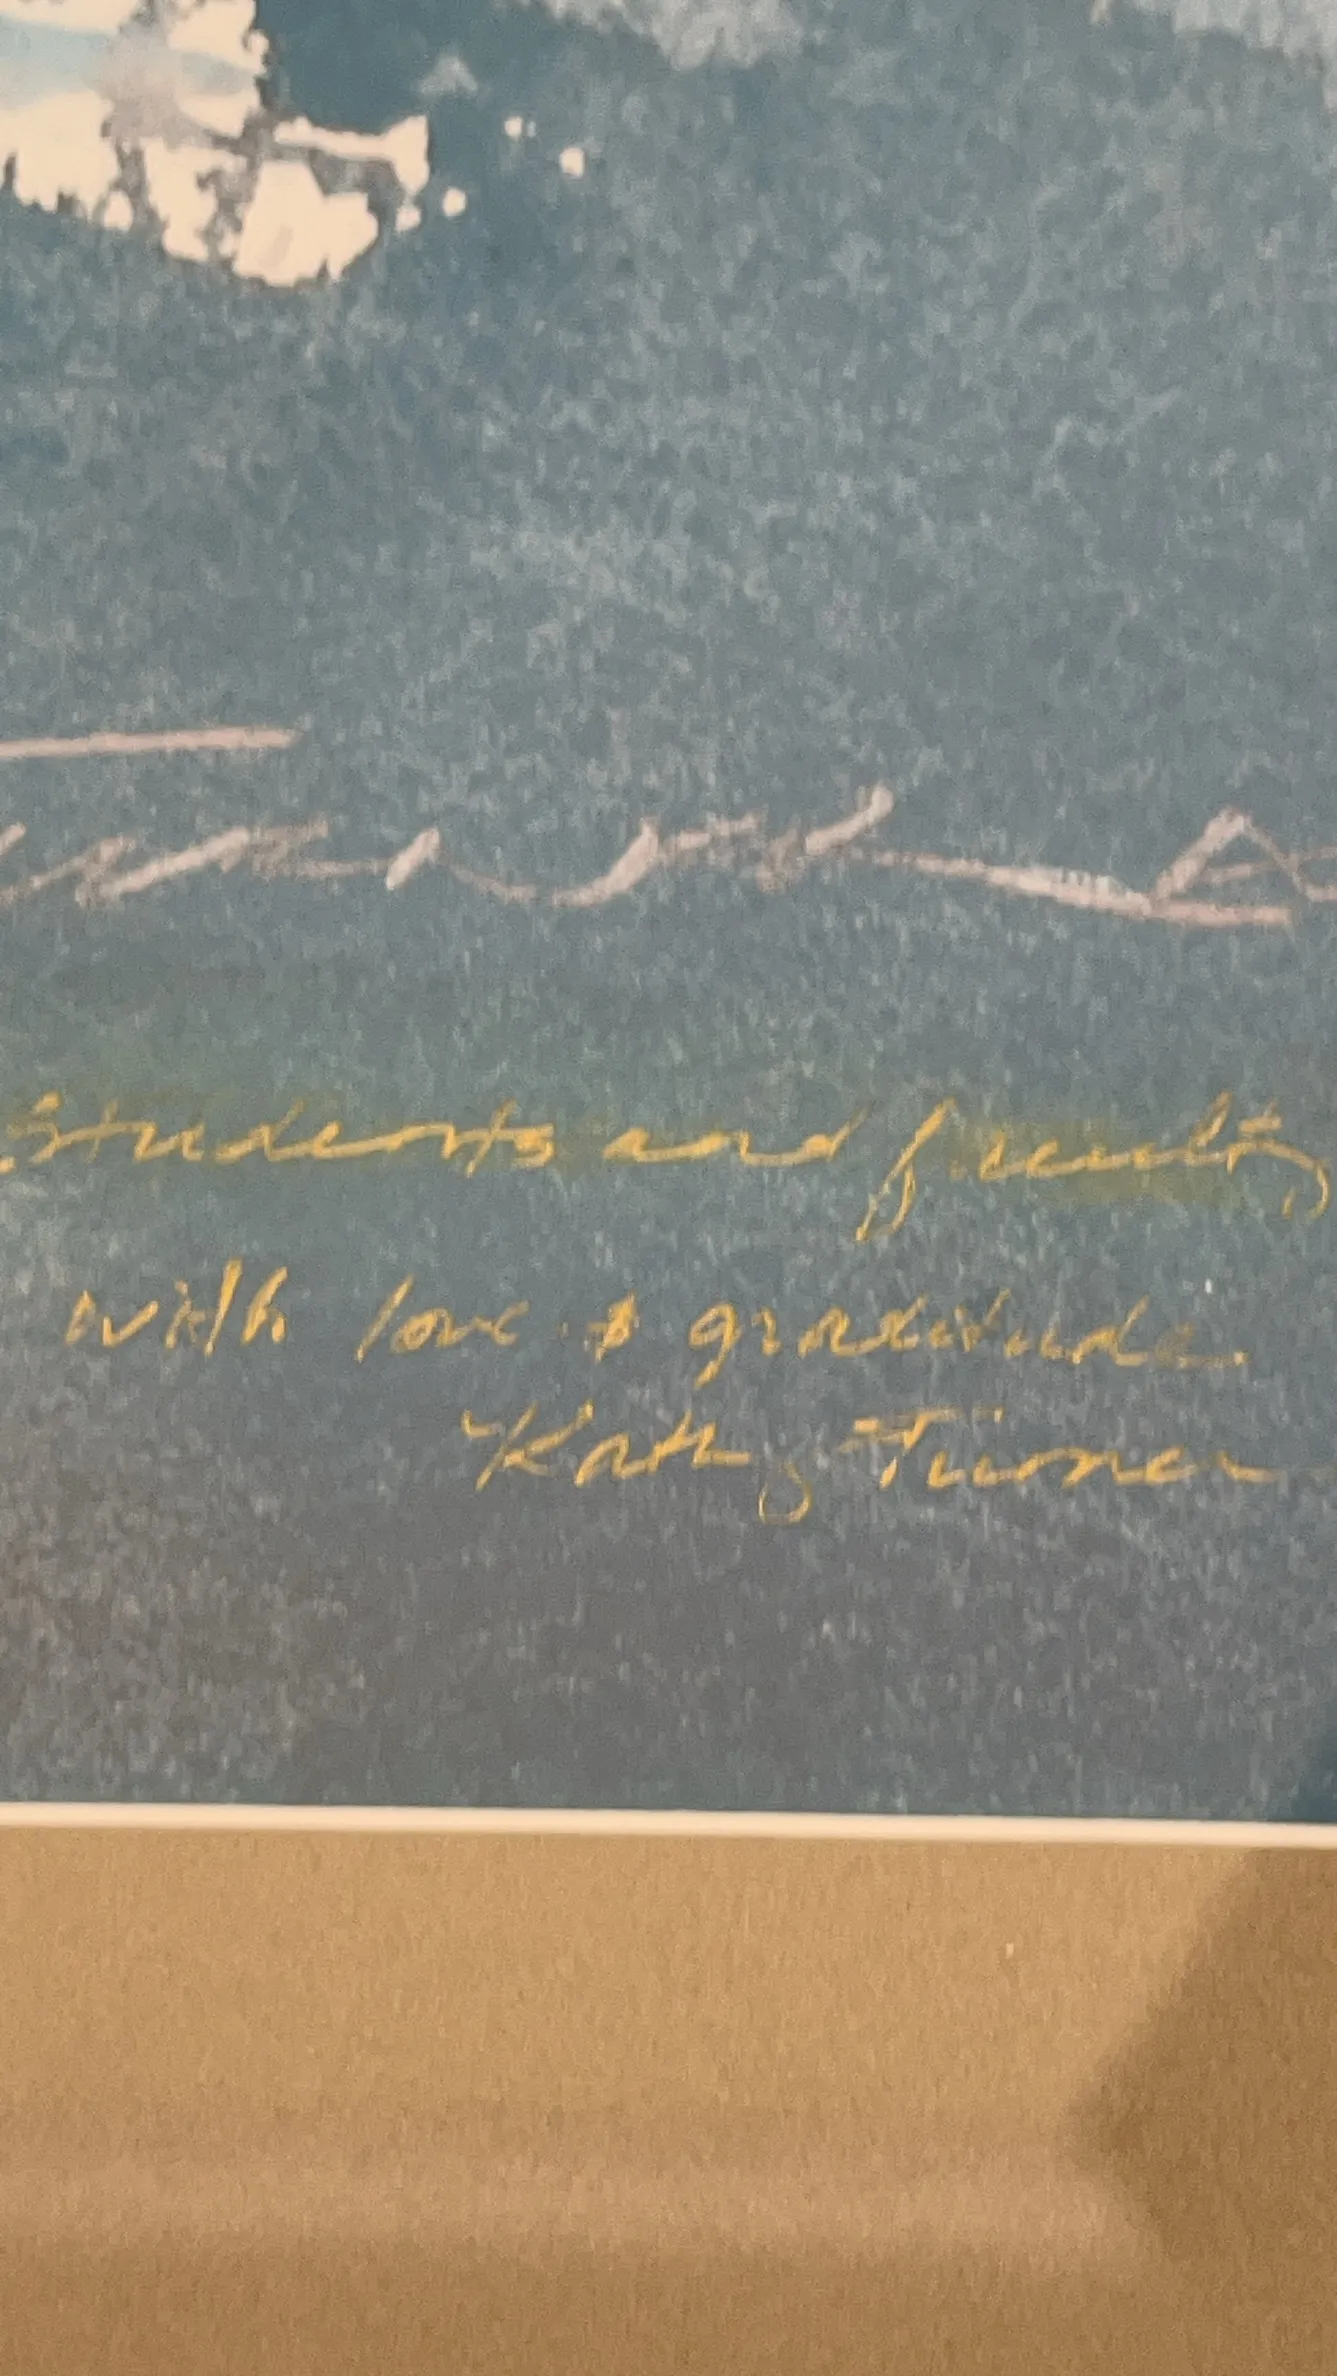 Students and faculty
with love & gratitude
Kathy Turner